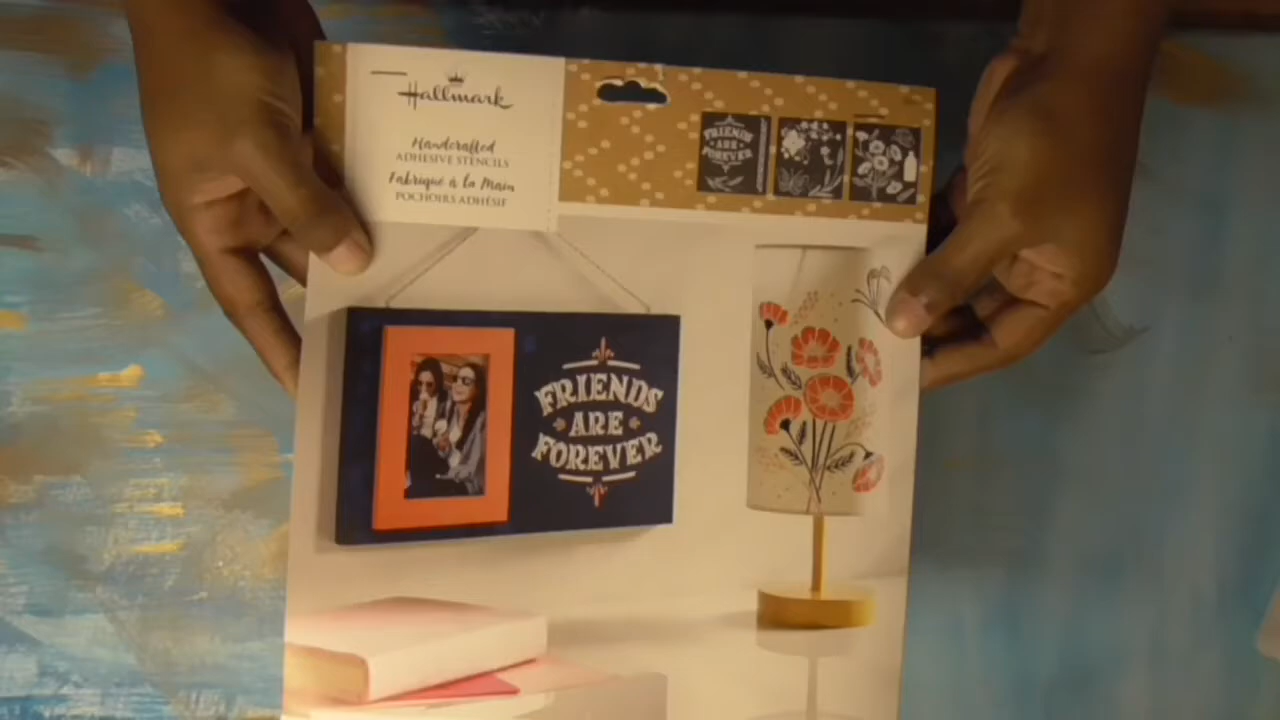 Hallmark
Handcrafted
ADHESIVE STENCILS
Fabriqué à la Main
POCHOIRS ADHÉSIF
FRIENDS
ARE
FOREVER
FRIENDS
ARE
FOREVER